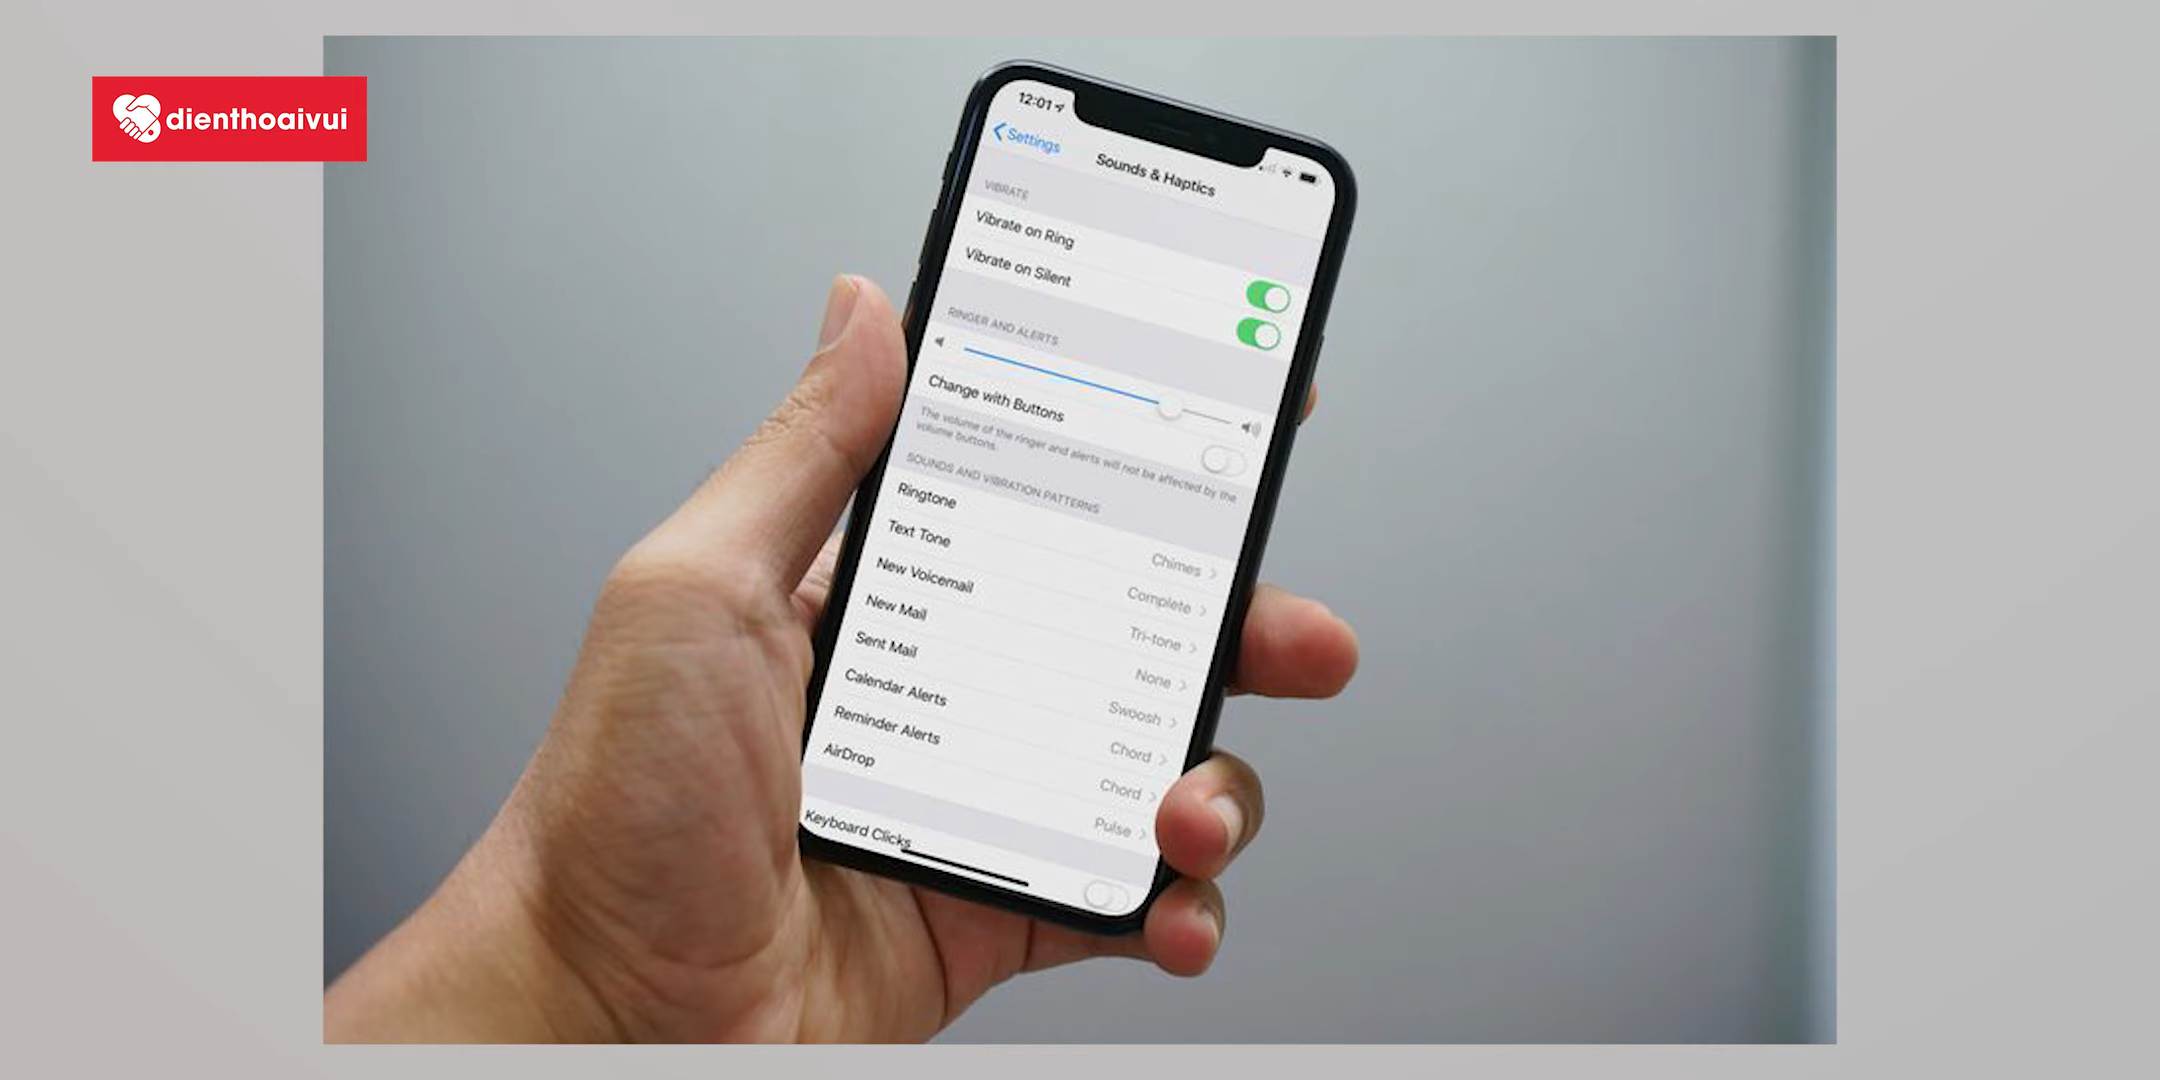 dienthoaivui
12:01
Settings
Sounds & Haptics
VIBRATE
Vibrate on Ring
Vibrate on Silent
RINGER AND ALERTS
Change with Buttons
The volume of the ringer and alerts will not be affected by the
volume buttons.
SOUNDS AND VIBRATION PATTERNS
Ringtone Chimes
Text Tone Complete
New Voicemail Tri-tone
New Mail None
Sent Mail Swoosh
Calendar Alerts Chord
Reminder Alerts Chord
AirDrop Pulse
Keyboard Clicks